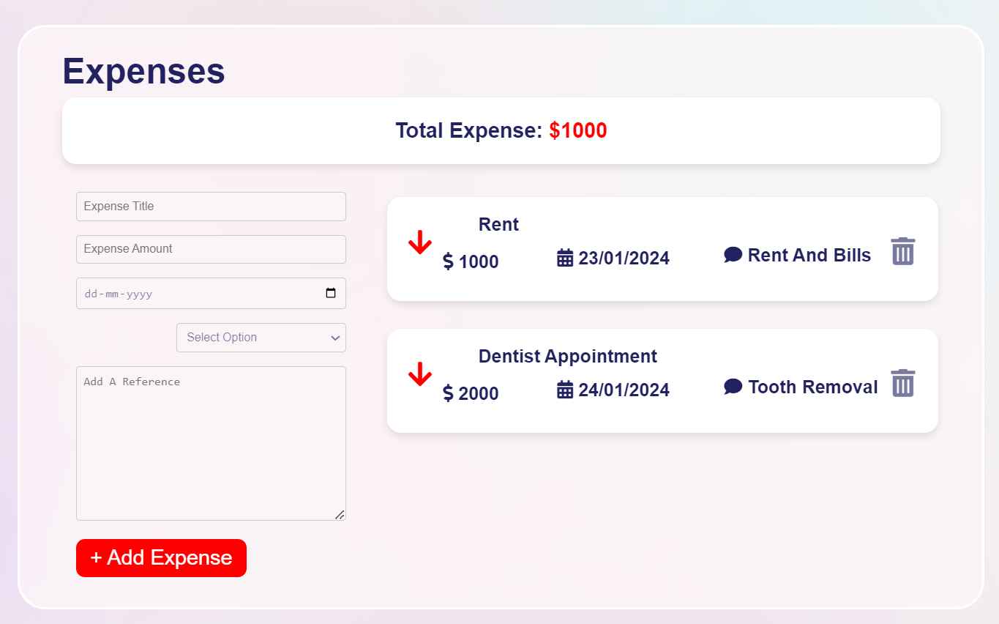 Expenses
Total Expense: $1000
Expense Title
Expense Amount
dd-mm-yyyy
Select Option
Add A Reference
+ Add Expense
Rent
$ 1000
23/01/2024
Rent And Bills
Dentist Appointment
$ 2000
24/01/2024
Tooth Removal